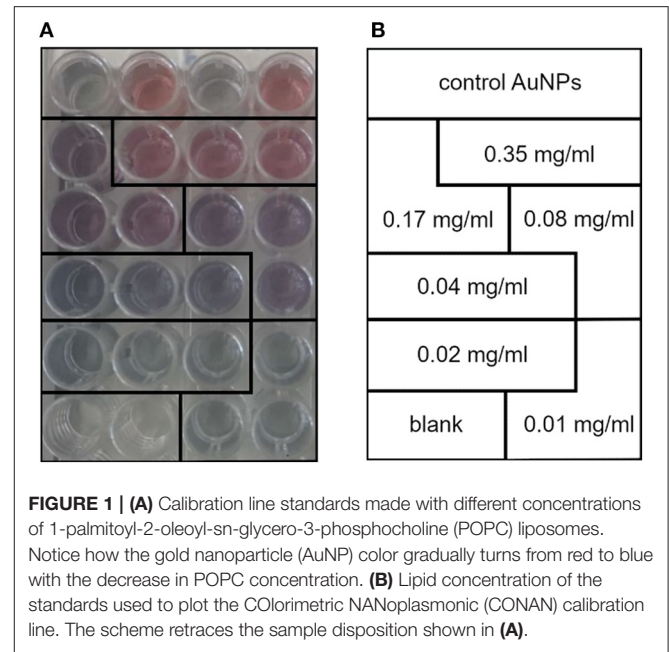 A
B
control AuNPs
0.35 mg/ml
0.17 mg/ml
0.08 mg/ml
0.04 mg/ml
0.02 mg/ml
blank
0.01 mg/ml
FIGURE 1 | (A) Calibration line standards made with different concentrations
of 1-palmitoyl-2-oleoyl-sn-glycero-3-phosphocholine (POPC) liposomes.
Notice how the gold nanoparticle (AuNP) color gradually turns from red to blue
with the decrease in POPC concentration. (B) Lipid concentration of the
standards used to plot the COlorimetric NANoplasmonic (CONAN) calibration
line. The scheme retraces the sample disposition shown in (A).